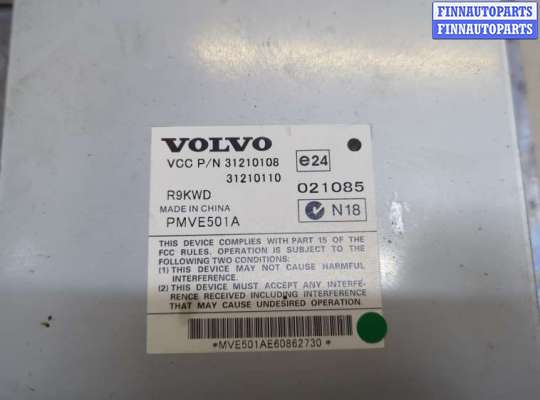 FINNAUTOPARTS
FINNAUTOPARTS
VOLVO
VCC P/N 31210108
31210110
e24
R9KWD
021085
MADE IN CHINA
PMVE501A
N18
THIS DEVICE COMPLIES WITH PART 15 OF THE
FCC RULES. OPERATION IS SUBJECT TO THE
FOLLOWING TWO CONDITIONS:
(1) THIS DEVICE MAY NOT CAUSE HARMFUL
INTERFERENCE.
(2) THIS DEVICE MUST ACCEPT ANY INTERFE-
RENCE RECEIVED INCLUDING INTERFERENCE
THAT MAY CAUSE UNDESIRED OPERATION.
*MVE501AE60862730*